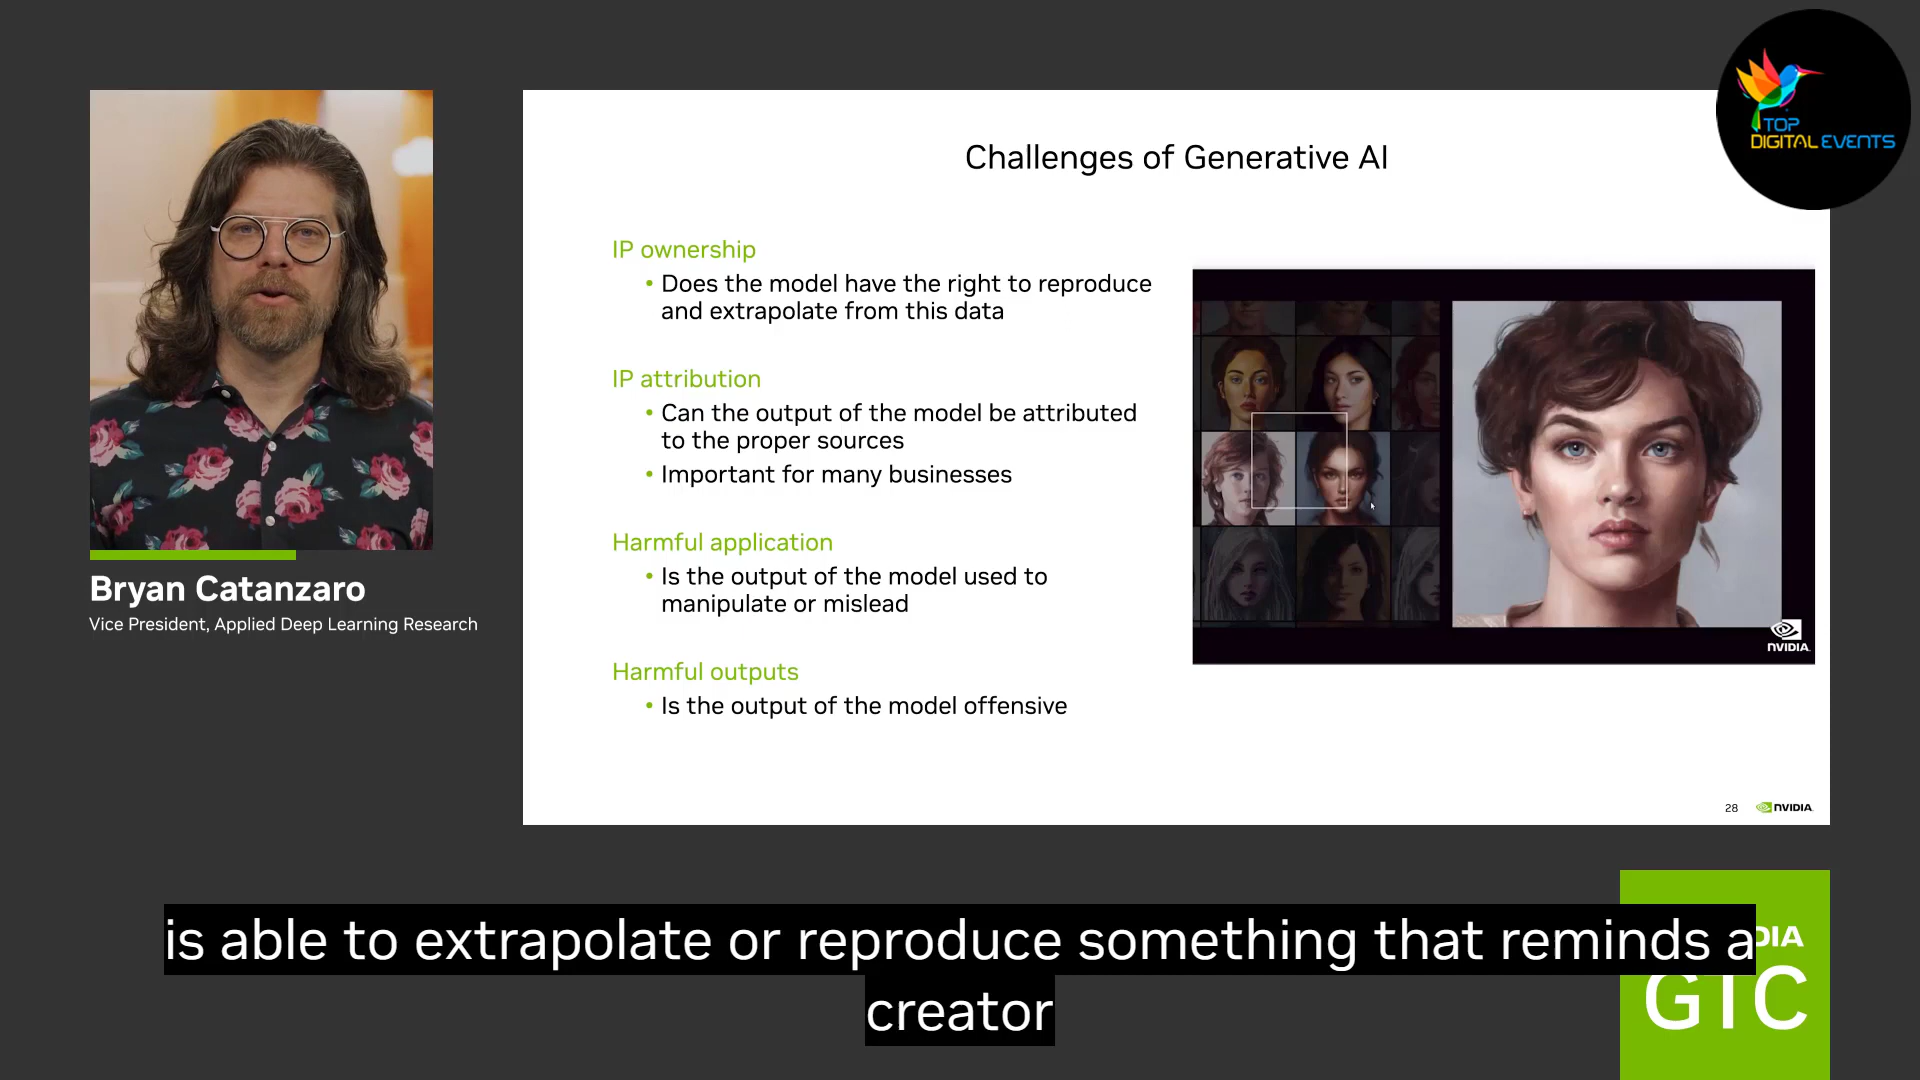 TOP
DIGITAL EVENTS
Challenges of Generative AI
IP ownership
• Does the model have the right to reproduce
and extrapolate from this data
IP attribution
• Can the output of the model be attributed
to the proper sources
• Important for many businesses
Harmful application
• Is the output of the model used to
manipulate or mislead
Harmful outputs
• Is the output of the model offensive
NVIDIA.
28 NVIDIA.
Bryan Catanzaro
Vice President, Applied Deep Learning Research
DIA
GTC
is able to extrapolate or reproduce something that reminds a
creator